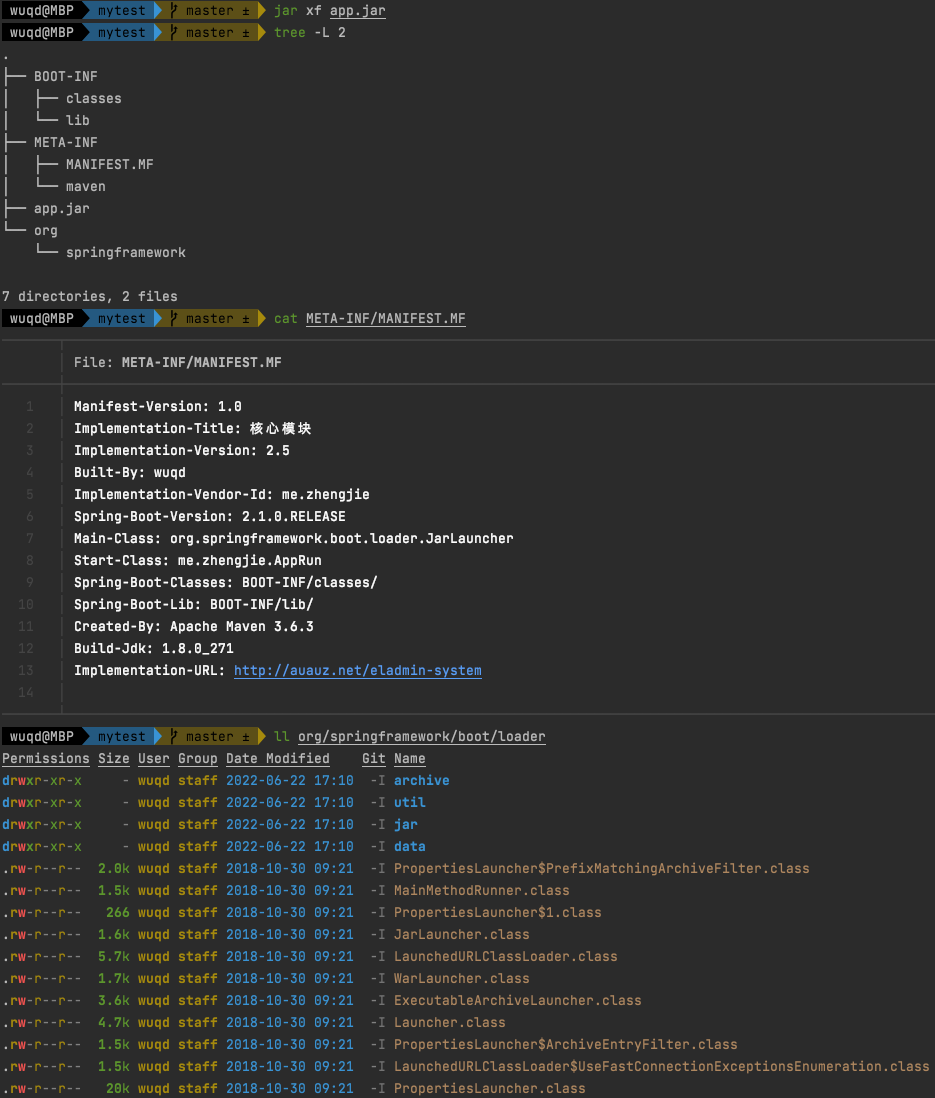 wuqd@MBP mytest master ± jar xf app.jar
wuqd@MBP mytest master ± tree -L 2
.
├── BOOT-INF
│   ├── classes
│   └── lib
├── META-INF
│   ├── MANIFEST.MF
│   └── maven
├── app.jar
└── org
    └── springframework
7 directories, 2 files
wuqd@MBP mytest master ± cat META-INF/MANIFEST.MF
File: META-INF/MANIFEST.MF
1 Manifest-Version: 1.0
2 Implementation-Title: 核心模块
3 Implementation-Version: 2.5
4 Built-By: wuqd
5 Implementation-Vendor-Id: me.zhengjie
6 Spring-Boot-Version: 2.1.0.RELEASE
7 Main-Class: org.springframework.boot.loader.JarLauncher
8 Start-Class: me.zhengjie.AppRun
9 Spring-Boot-Classes: BOOT-INF/classes/
10 Spring-Boot-Lib: BOOT-INF/lib/
11 Created-By: Apache Maven 3.6.3
12 Build-Jdk: 1.8.0_271
13 Implementation-URL: http://auauz.net/eladmin-system
14
wuqd@MBP mytest master ± ll org/springframework/boot/loader
Permissions Size User Group Date Modified Git Name
drwxr-xr-x - wuqd staff 2022-06-22 17:10 -I archive
drwxr-xr-x - wuqd staff 2022-06-22 17:10 -I util
drwxr-xr-x - wuqd staff 2022-06-22 17:10 -I jar
drwxr-xr-x - wuqd staff 2022-06-22 17:10 -I data
.rw-r--r-- 2.0k wuqd staff 2018-10-30 09:21 -I PropertiesLauncher$PrefixMatchingArchiveFilter.class
.rw-r--r-- 1.5k wuqd staff 2018-10-30 09:21 -I MainMethodRunner.class
.rw-r--r-- 266 wuqd staff 2018-10-30 09:21 -I PropertiesLauncher$1.class
.rw-r--r-- 1.6k wuqd staff 2018-10-30 09:21 -I JarLauncher.class
.rw-r--r-- 5.7k wuqd staff 2018-10-30 09:21 -I LaunchedURLClassLoader.class
.rw-r--r-- 1.7k wuqd staff 2018-10-30 09:21 -I WarLauncher.class
.rw-r--r-- 3.6k wuqd staff 2018-10-30 09:21 -I ExecutableArchiveLauncher.class
.rw-r--r-- 4.7k wuqd staff 2018-10-30 09:21 -I Launcher.class
.rw-r--r-- 1.5k wuqd staff 2018-10-30 09:21 -I PropertiesLauncher$ArchiveEntryFilter.class
.rw-r--r-- 1.5k wuqd staff 2018-10-30 09:21 -I LaunchedURLClassLoader$UseFastConnectionExceptionsEnumeration.class
.rw-r--r-- 20k wuqd staff 2018-10-30 09:21 -I PropertiesLauncher.class